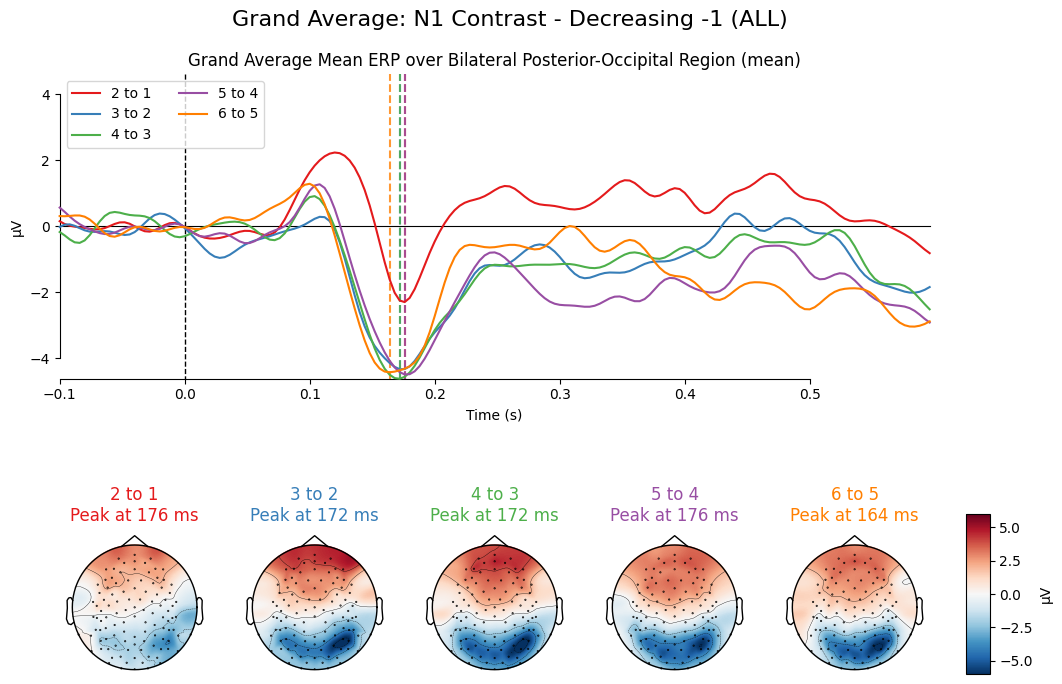 Grand Average: N1 Contrast - Decreasing -1 (ALL)
Grand Average Mean ERP over Bilateral Posterior-Occipital Region (mean)
2 to 1
3 to 2
4 to 3
5 to 4
6 to 5
µV
4
2
0
−2
−4
−0.1
0.0
0.1
0.2
0.3
0.4
0.5
Time (s)
2 to 1
Peak at 176 ms
3 to 2
Peak at 172 ms
4 to 3
Peak at 172 ms
5 to 4
Peak at 176 ms
6 to 5
Peak at 164 ms
5.0
2.5
0.0
−2.5
−5.0
µV